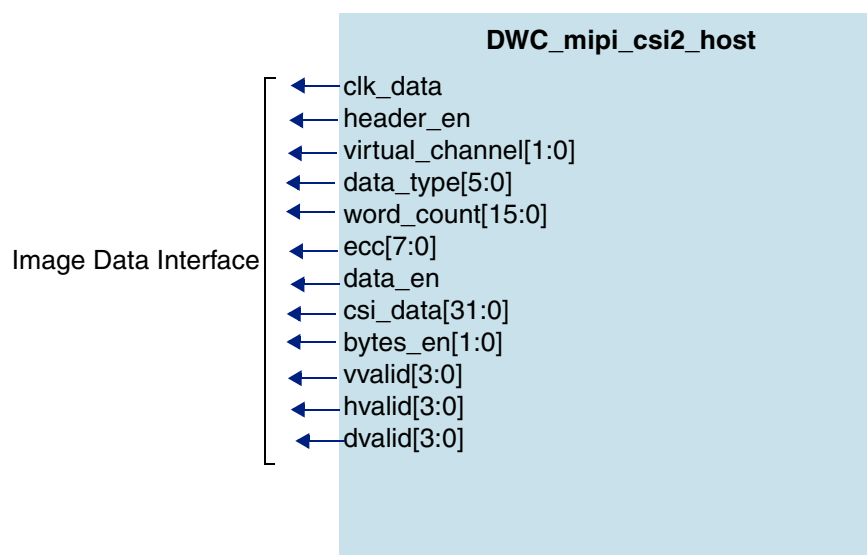 DWC_mipi_csi2_host
clk_data
header_en
virtual_channel[1:0]
data_type[5:0]
word_count[15:0]
Image Data Interface
ecc[7:0]
data_en
csi_data[31:0]
bytes_en[1:0]
vvalid[3:0]
hvalid[3:0]
dvalid[3:0]